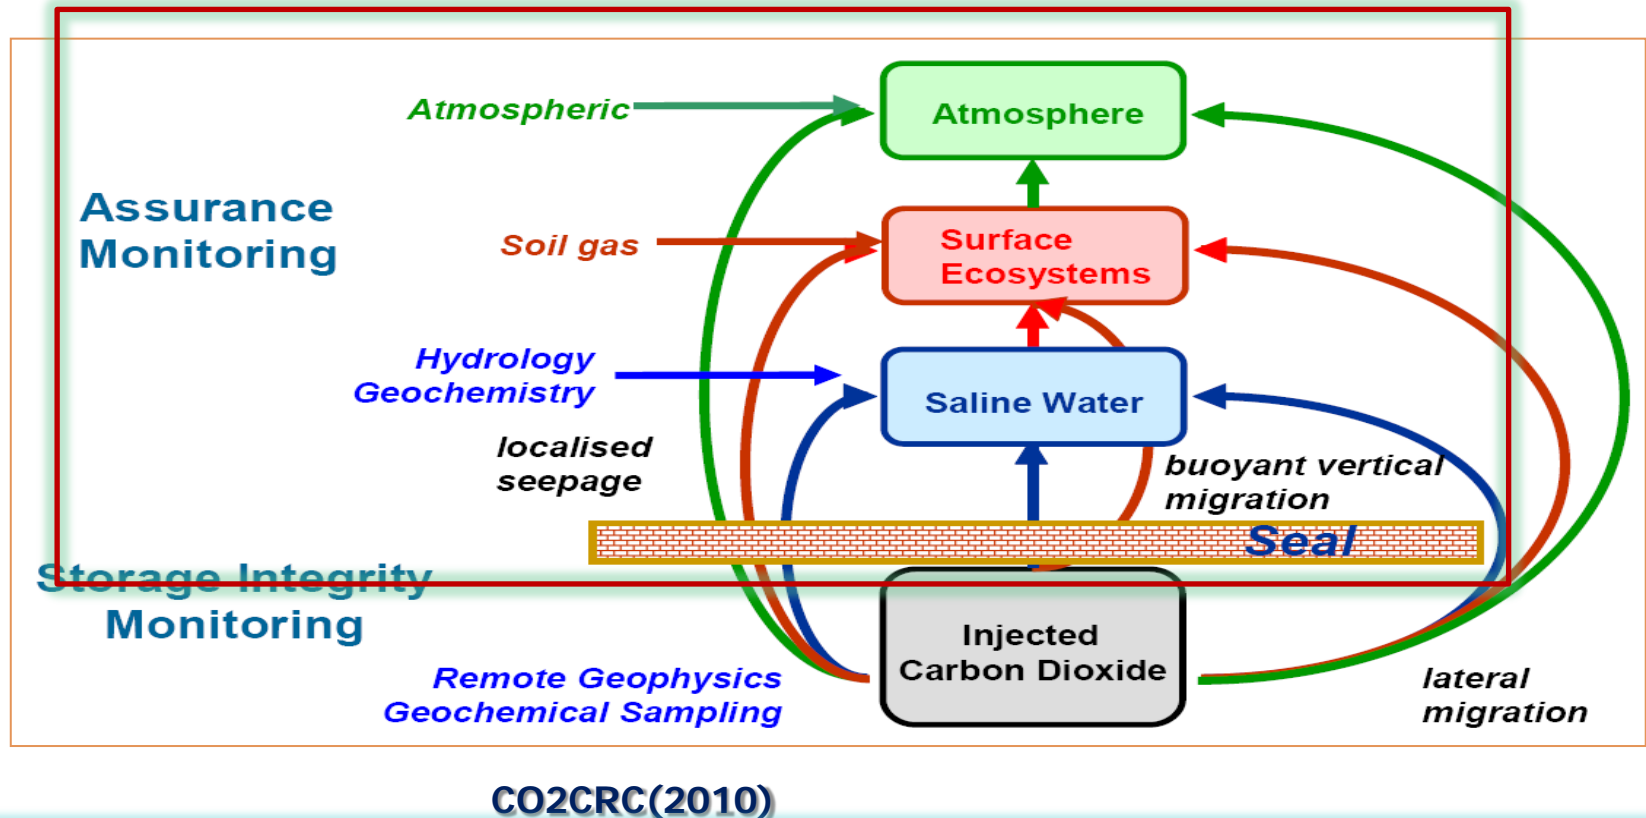 Atmospheric
Atmosphere
Assurance
Monitoring
Soil gas
Surface
Ecosystems
Hydrology
Geochemistry
Saline Water
localised
seepage
buoyant vertical
migration
Seal
Storage Integrity
Monitoring
Injected
Carbon Dioxide
Remote Geophysics
Geochemical Sampling
lateral
migration
CO2CRC(2010)